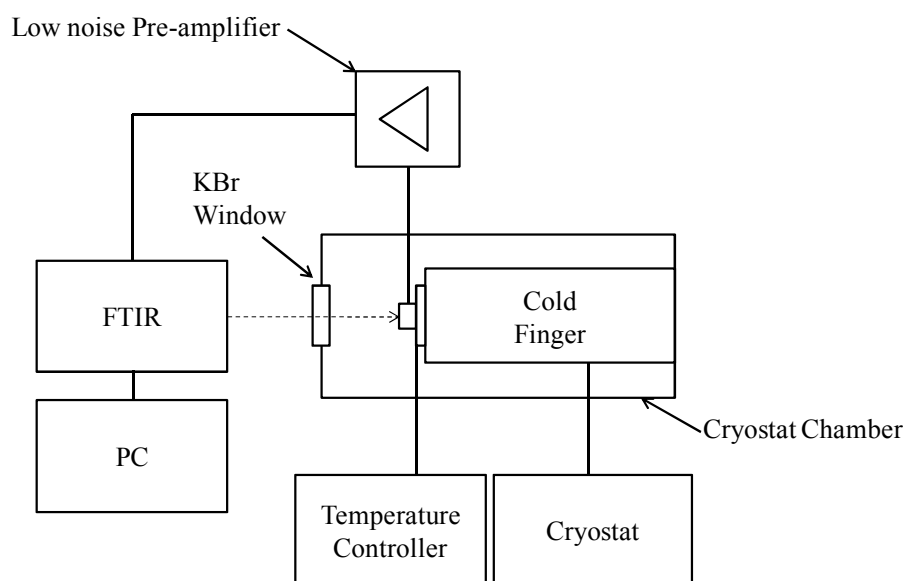 Low noise Pre-amplifier
KBr
Window
FTIR
Cold
Finger
PC
Cryostat Chamber
Temperature
Controller
Cryostat